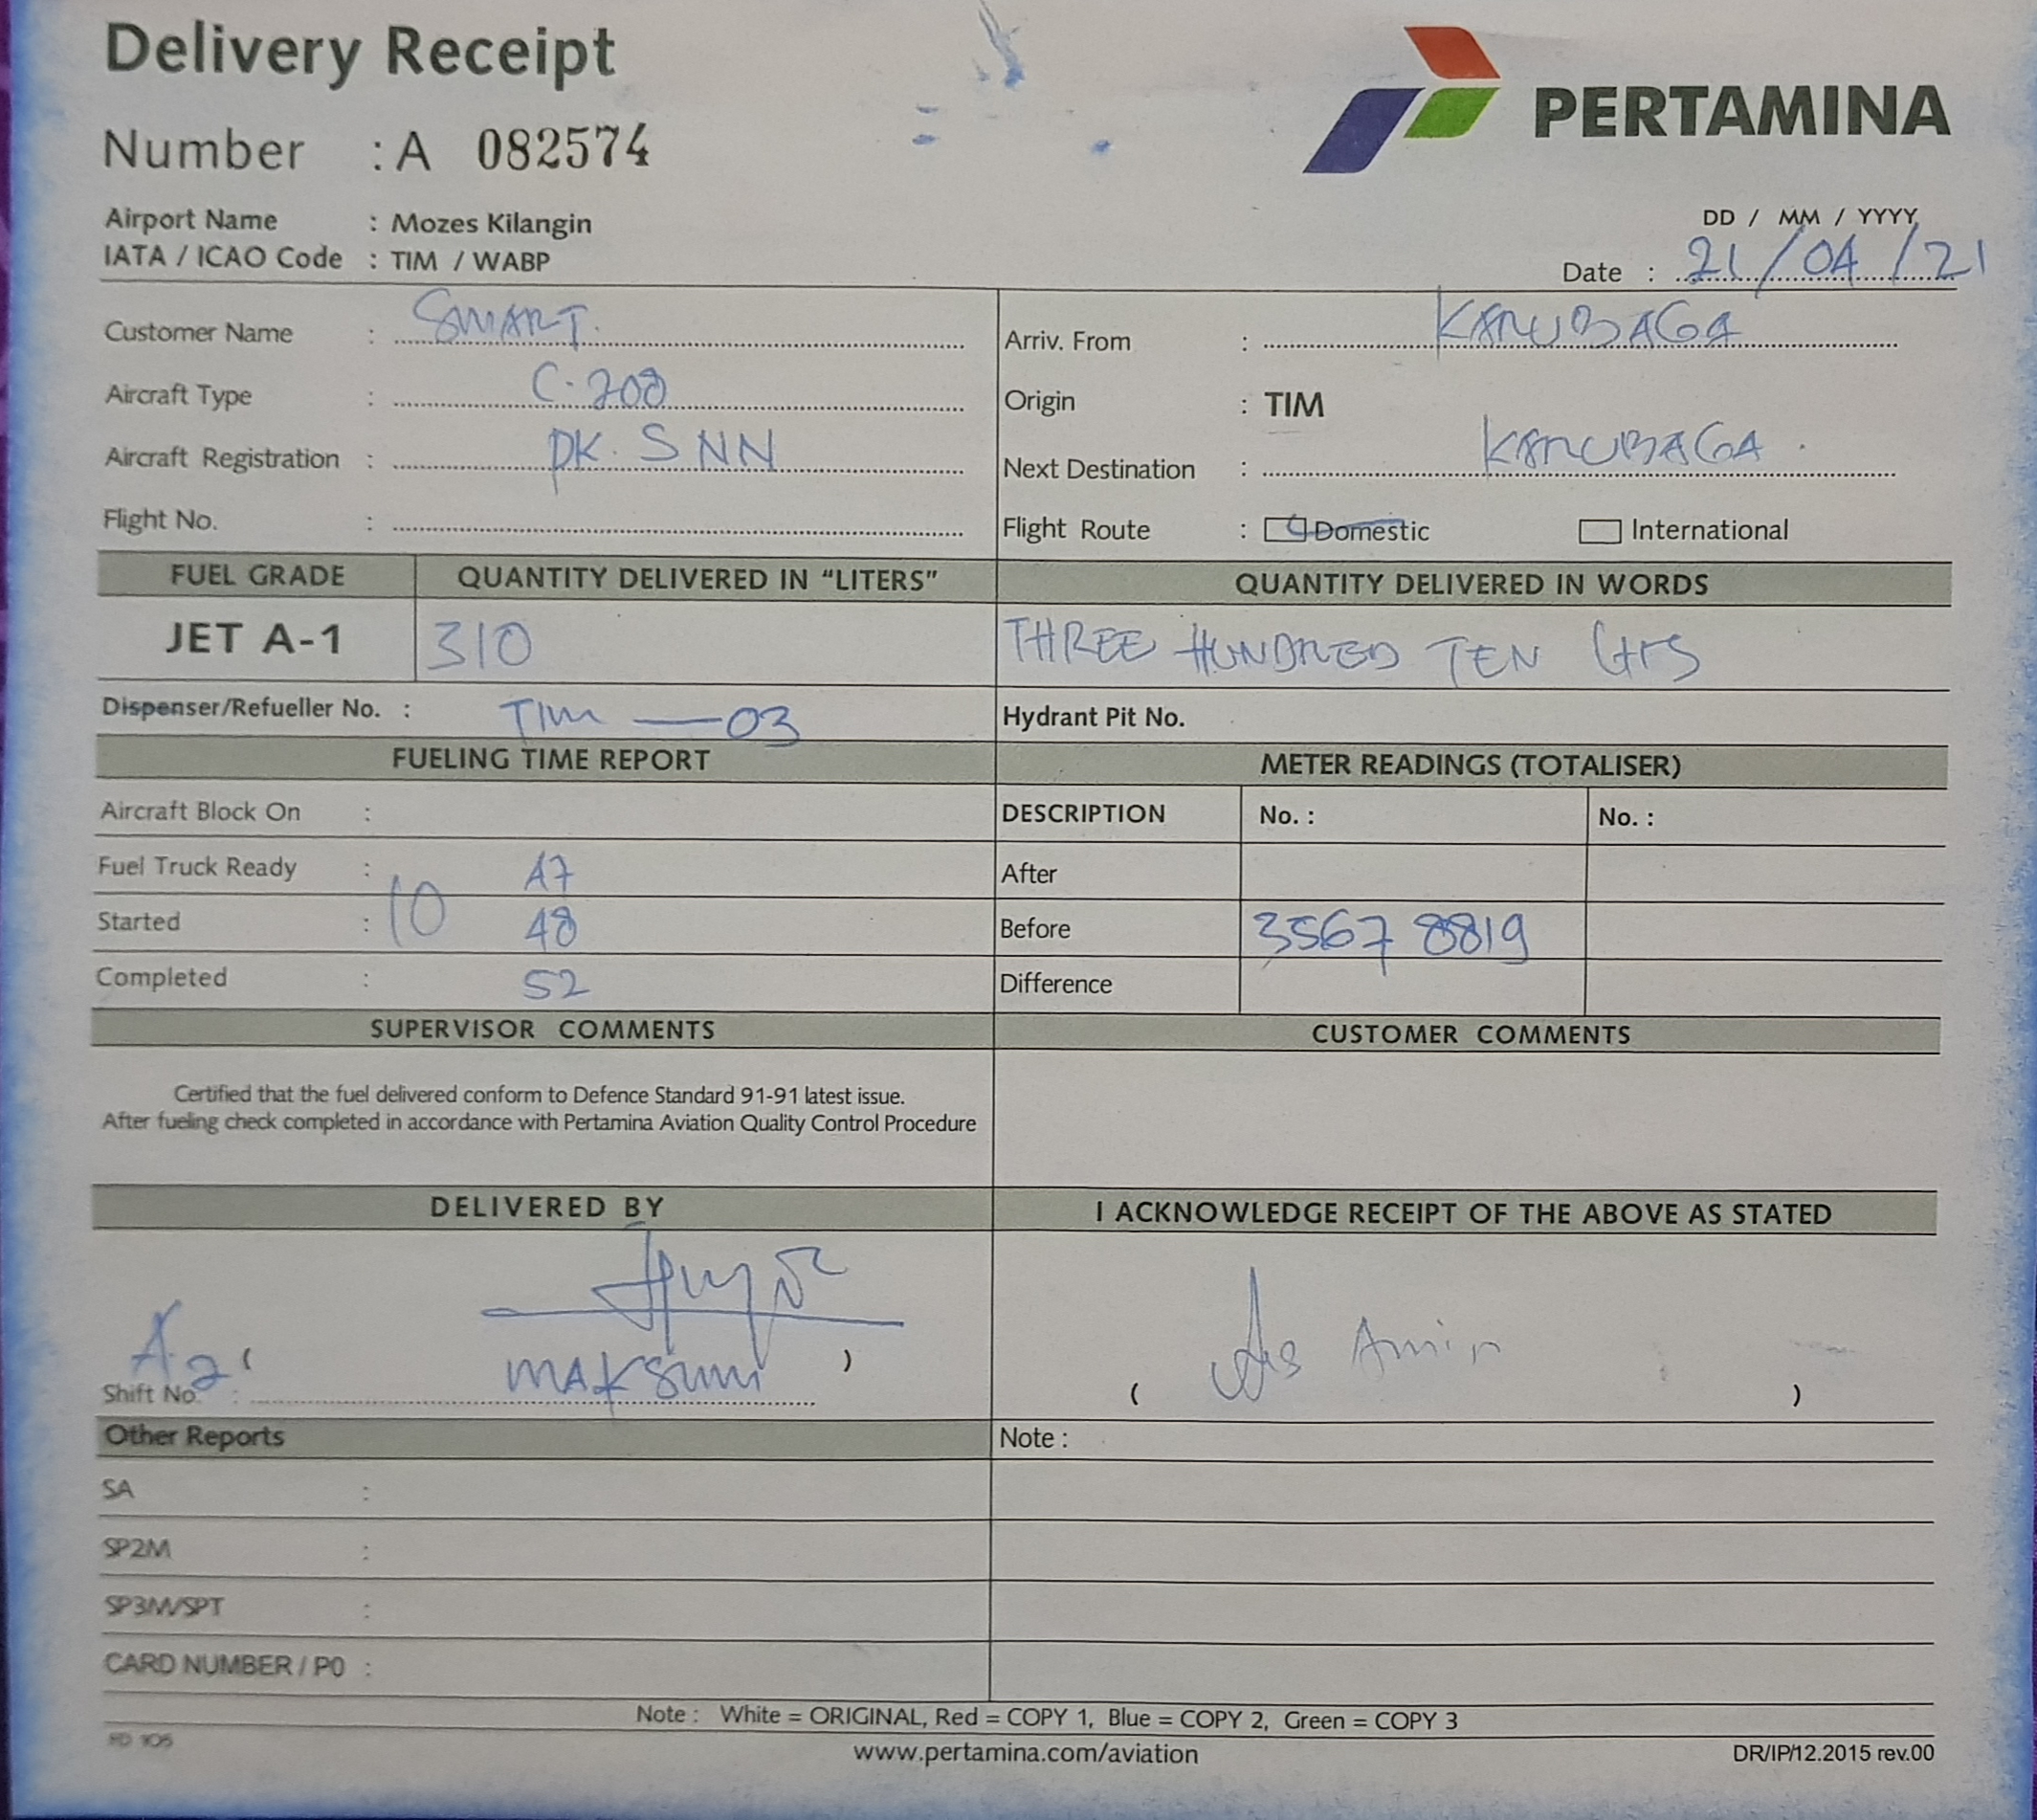 Delivery Receipt
PERTAMINA
Number : A 082574
Airport Name : Mozes Kilangin
IATA / ICAO Code : TIM / WABP
DD / MM / YYYY
Date : 21/04/21
Customer Name : SMART.
Arriv. From : KARUBAGA
Aircraft Type : C.208
Origin : TIM
Aircraft Registration : PK. SNN
Next Destination : KARUBAGA.
Flight No. :
Flight Route : Domestic International
FUEL GRADE QUANTITY DELIVERED IN “LITERS” QUANTITY DELIVERED IN WORDS
JET A-1 310 THREE HUNDRED TEN LtrS
Dispenser/Refueller No. : TIM — 03
Hydrant Pit No.
FUELING TIME REPORT METER READINGS (TOTALISER)
Aircraft Block On :
DESCRIPTION No. : No. :
Fuel Truck Ready : 47
After
Started : 10 48
Before 3567 8819
Completed : 52
Difference
SUPERVISOR COMMENTS CUSTOMER COMMENTS
Certified that the fuel delivered conform to Defence Standard 91-91 latest issue.
After fueling check completed in accordance with Pertamina Aviation Quality Control Procedure
DELIVERED BY I ACKNOWLEDGE RECEIPT OF THE ABOVE AS STATED
A2 ( MAKSUM )
Shift No. :
( Amin )
Other Reports Note :
SA :
SP2M :
SP3M/SPT :
CARD NUMBER / P0 :
Note : White = ORIGINAL, Red = COPY 1, Blue = COPY 2, Green = COPY 3
FD 105
www.pertamina.com/aviation
DR/IP/12.2015 rev.00